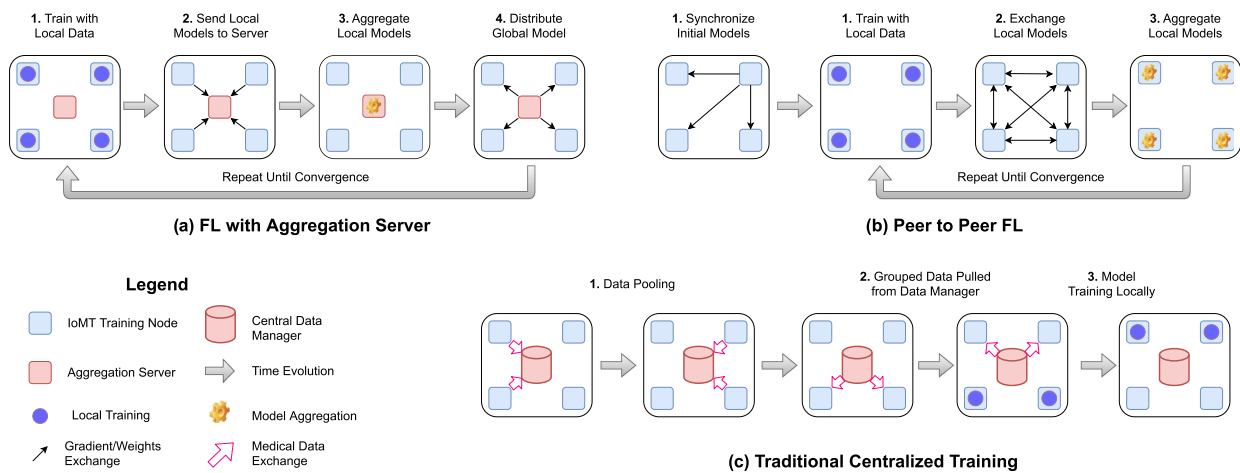 1. Train with
Local Data
2. Send Local
Models to Server
3. Aggregate
Local Models
4. Distribute
Global Model
Repeat Until Convergence
(a) FL with Aggregation Server
1. Synchronize
Initial Models
1. Train with
Local Data
2. Exchange
Local Models
3. Aggregate
Local Models
Repeat Until Convergence
(b) Peer to Peer FL
Legend
IoMT Training Node
Central Data
Manager
Aggregation Server
Time Evolution
Local Training
Model Aggregation
Gradient/Weights
Exchange
Medical Data
Exchange
1. Data Pooling
2. Grouped Data Pulled
from Data Manager
3. Model
Training Locally
(c) Traditional Centralized Training